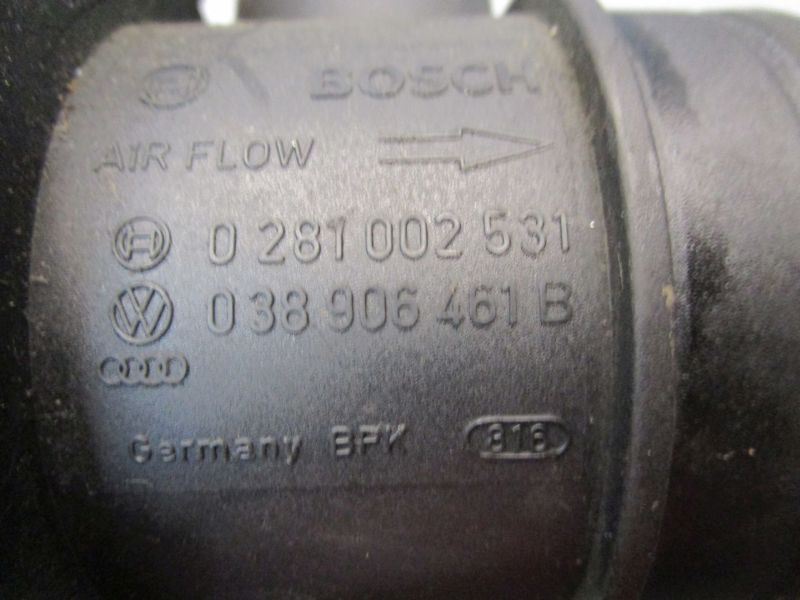 BOSCH
AIR FLOW
0 281 002 531
038 906 461 B
Germany BFK 816